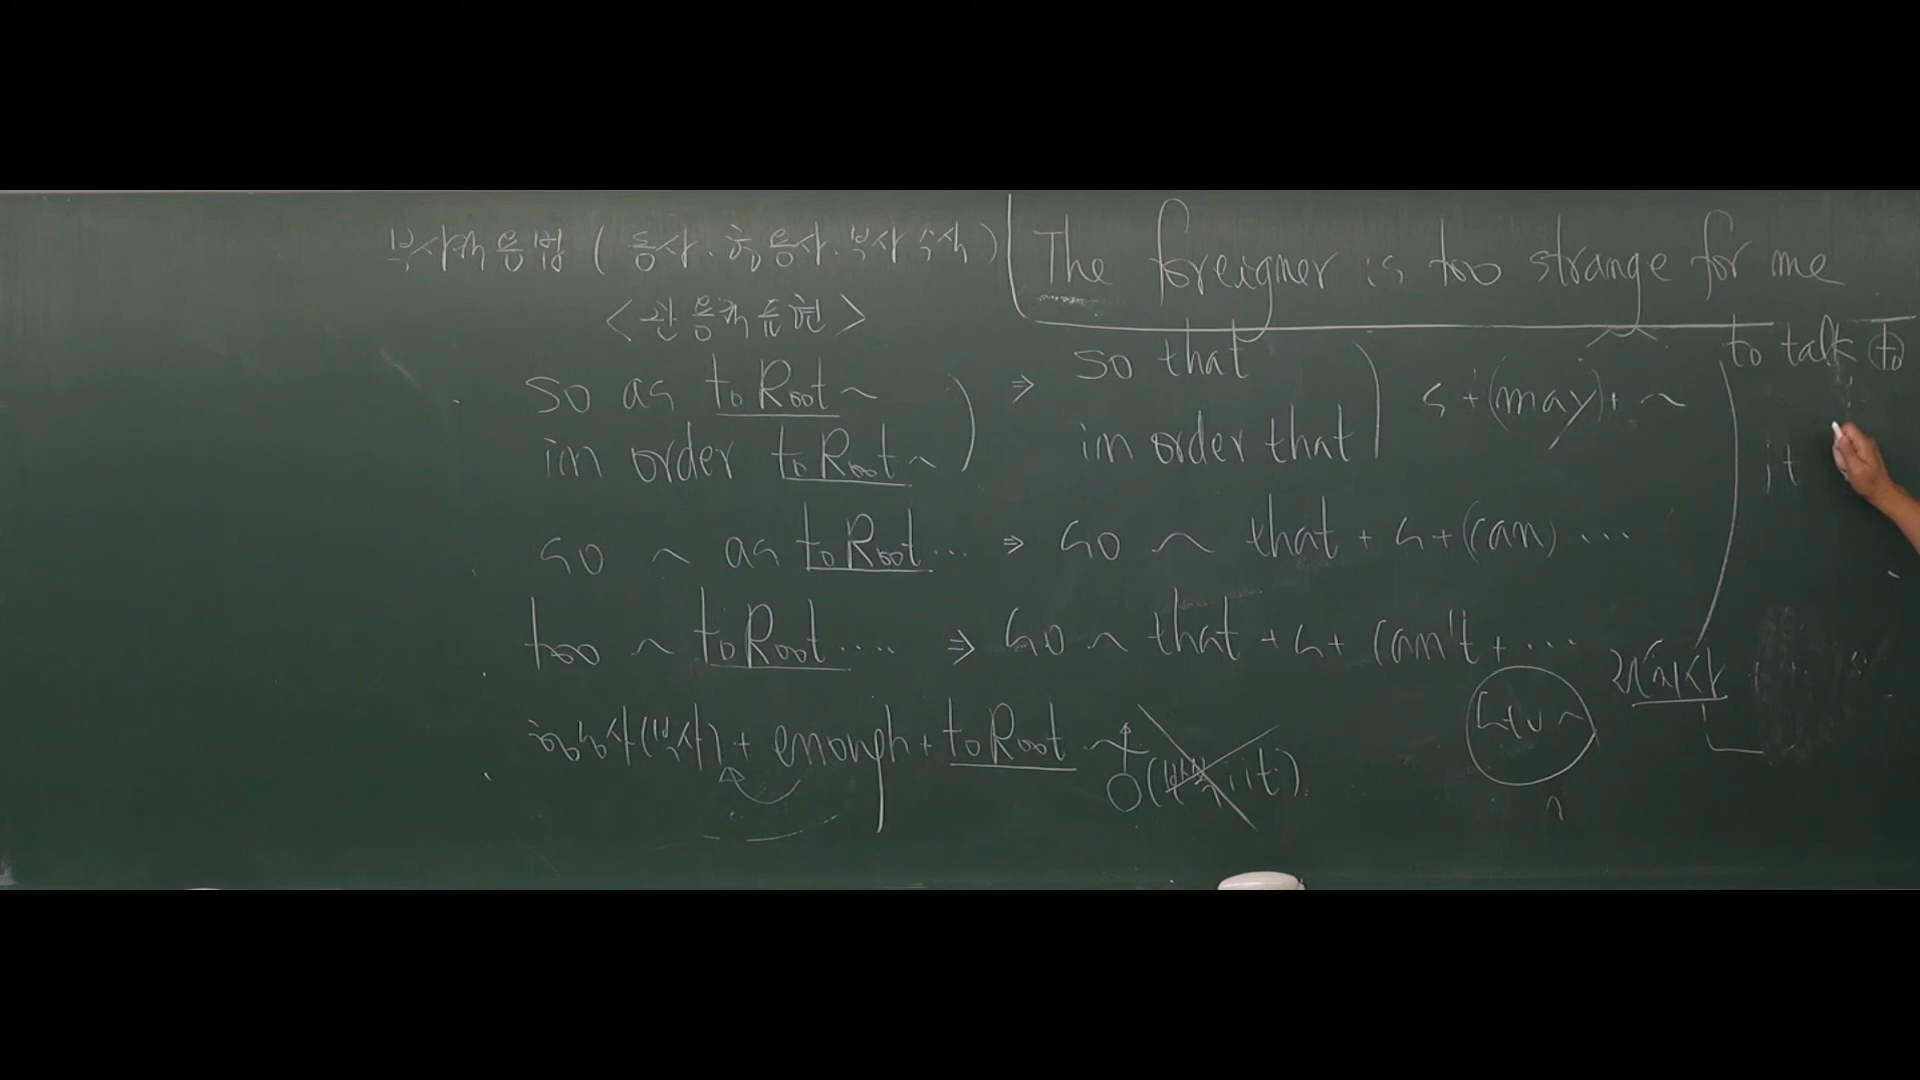 부사적 용법 ( 동사. 형용사. 부사 수식 )
<관용적 표현>
The foreigner is too strange for me
to talk to
it
so as to Root ~
in order to Root ~
⇒ so that
in order that
S + (may) + ~
so ~ as to Root ... ⇒ so ~ that + S + (can) ...
too ~ to Root .... ⇒ so ~ that + S + can't + ...
형용사(부사) + enough + to Root ~
S+V ~